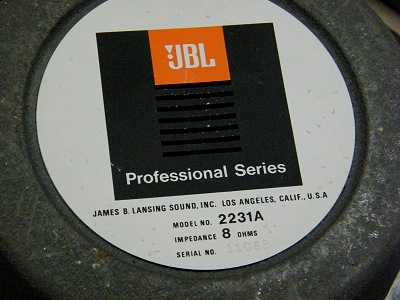 JBL
Professional Series
JAMES B. LANSING SOUND, INC. LOS ANGELES, CALIF., U.S.A
MODEL NO. 2231A
IMPEDANCE 8 OHMS
SERIAL NO.